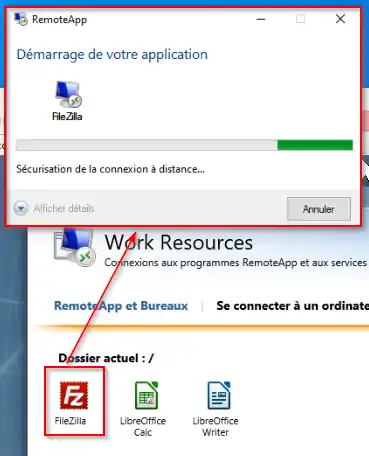 RemoteApp
Démarrage de votre application
FileZilla
Sécurisation de la connexion à distance...
Afficher détails
Annuler
Work Resources
Connexions aux programmes RemoteApp et aux services
RemoteApp et Bureaux
Se connecter à un ordinate
Dossier actuel : /
FileZilla
LibreOffice
Calc
LibreOffice
Writer